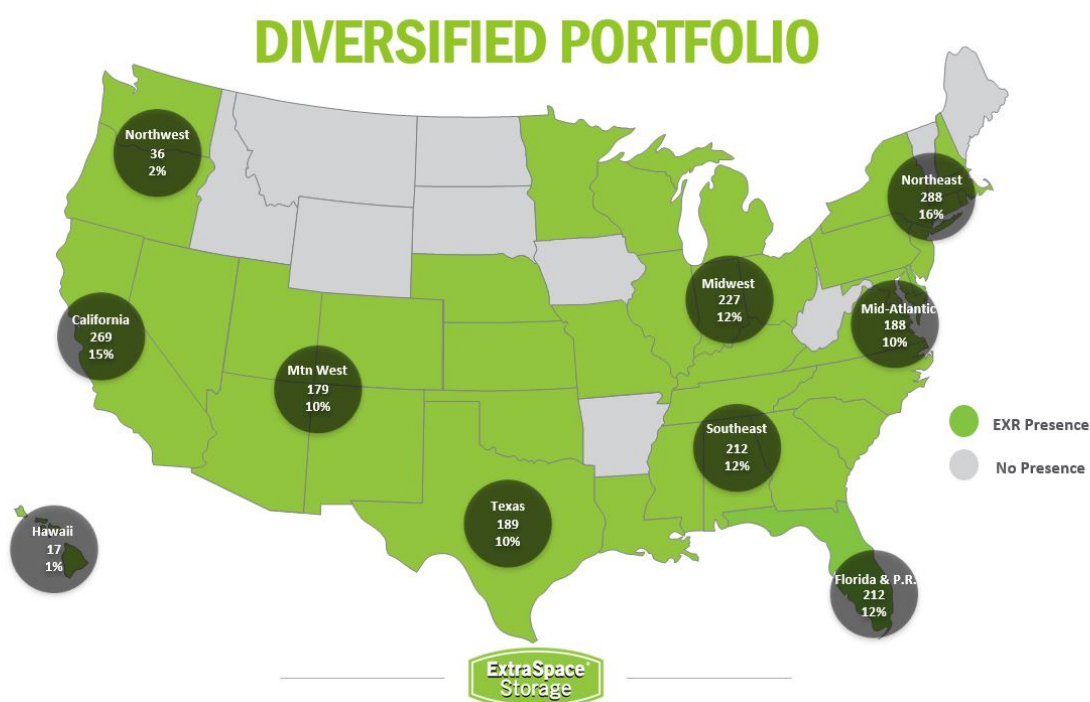 DIVERSIFIED PORTFOLIO
Northwest
36
2%
Northeast
288
16%
Midwest
227
12%
California
269
15%
Mid-Atlantic
188
10%
Mtn West
179
10%
Southeast
212
12%
EXR Presence
No Presence
Texas
189
10%
Hawaii
17
1%
Florida & P.R.
212
12%
ExtraSpace®
Storage